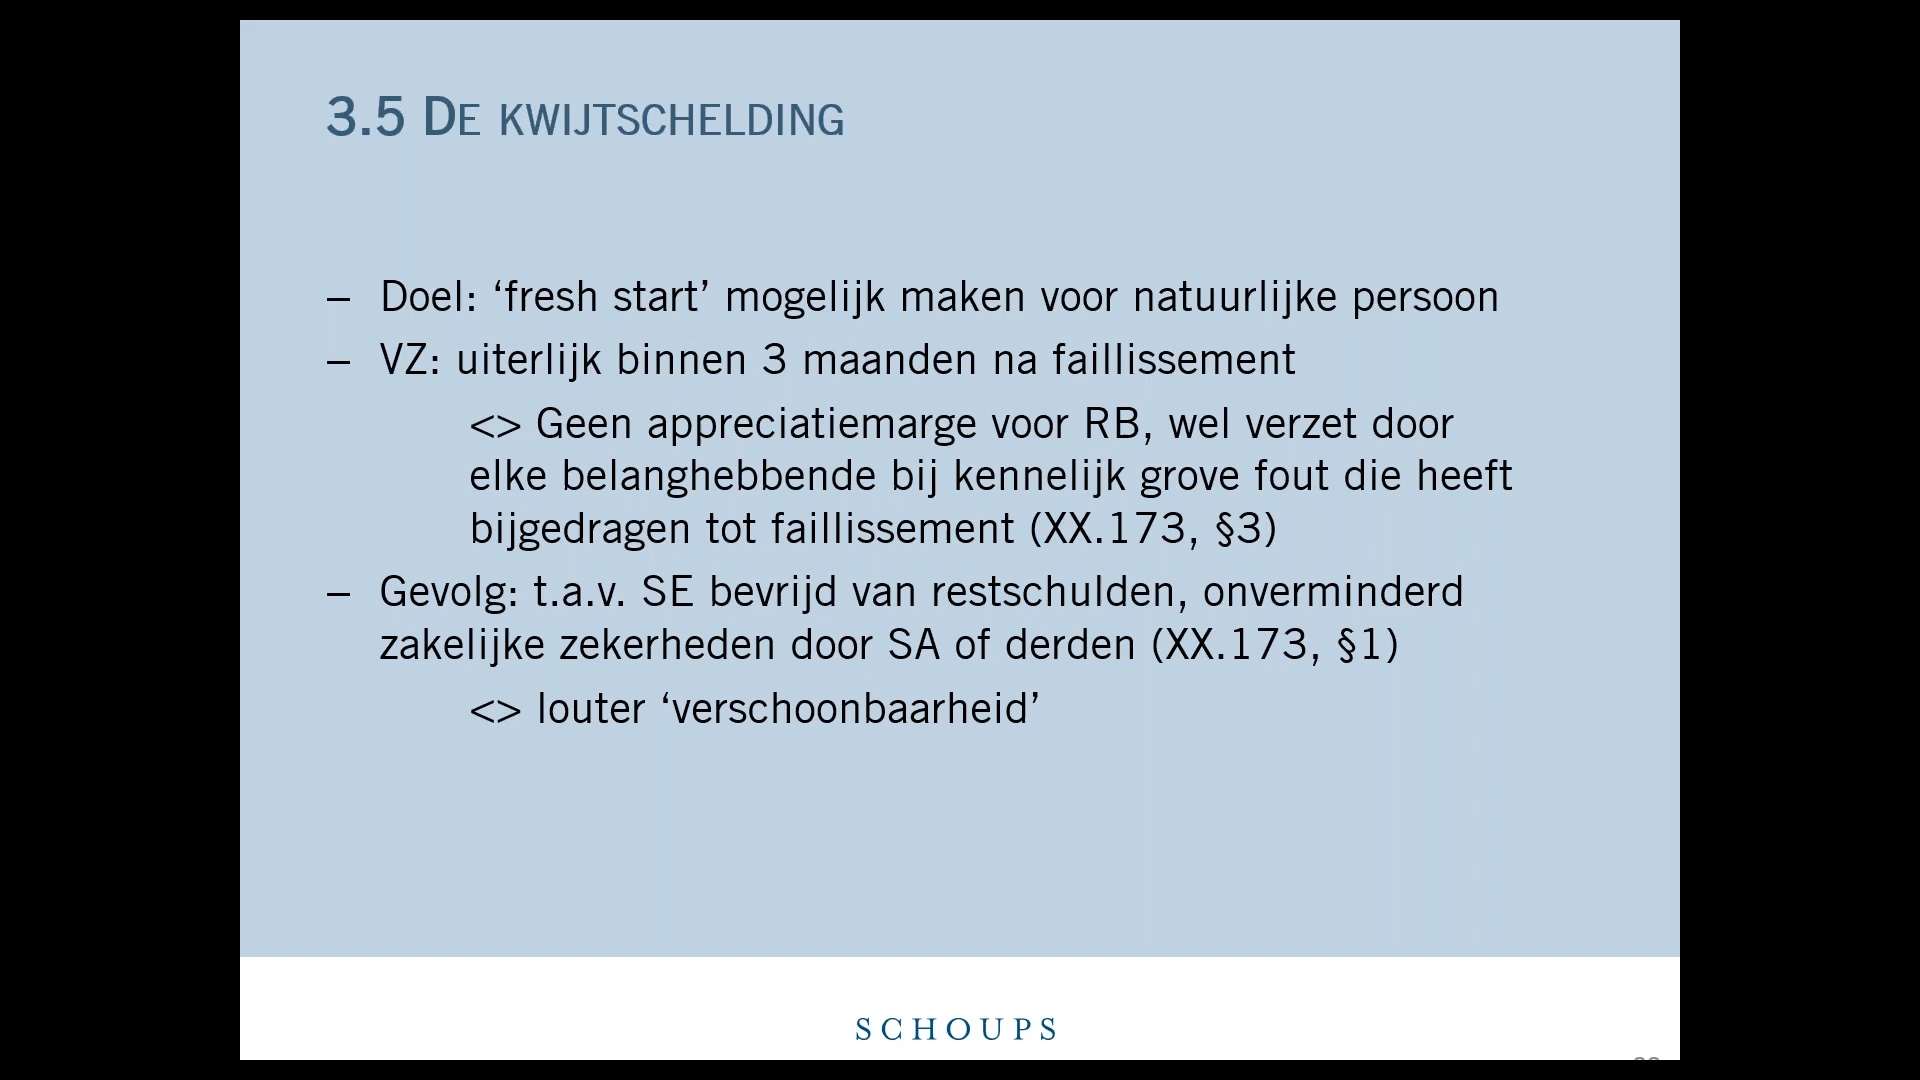 3.5 De kwijtschelding
– Doel: ‘fresh start’ mogelijk maken voor natuurlijke persoon
– VZ: uiterlijk binnen 3 maanden na faillissement
<> Geen appreciatiemarge voor RB, wel verzet door
elke belanghebbende bij kennelijk grove fout die heeft
bijgedragen tot faillissement (XX.173, §3)
– Gevolg: t.a.v. SE bevrijd van restschulden, onverminderd
zakelijke zekerheden door SA of derden (XX.173, §1)
<> louter ‘verschoonbaarheid’
SCHOUPS